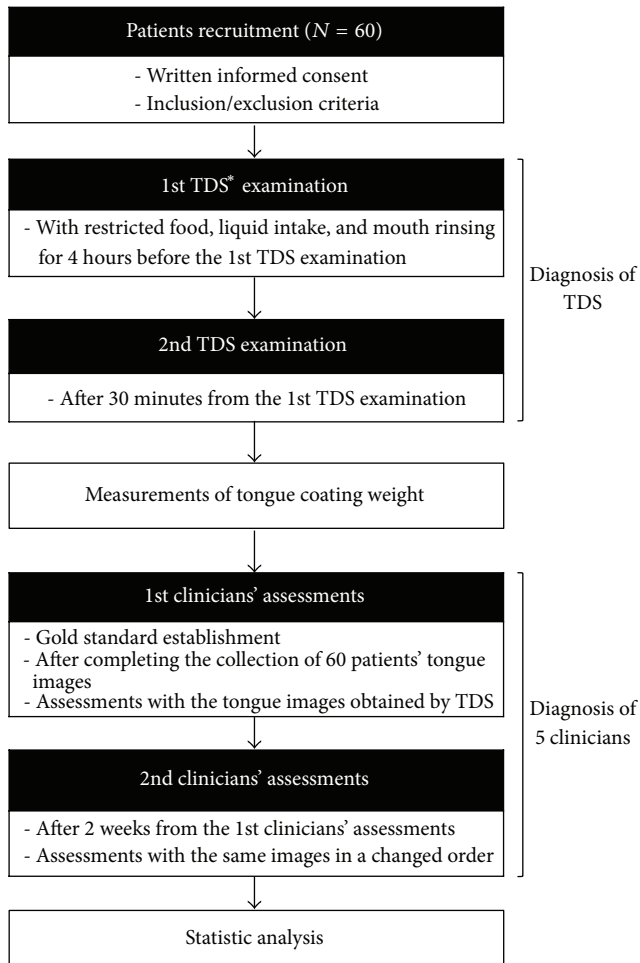 Patients recruitment (N = 60)
- Written informed consent
- Inclusion/exclusion criteria
1st TDS* examination
- With restricted food, liquid intake, and mouth rinsing
for 4 hours before the 1st TDS examination
2nd TDS examination
- After 30 minutes from the 1st TDS examination
Diagnosis of
TDS
Measurements of tongue coating weight
1st clinicians’ assessments
- Gold standard establishment
- After completing the collection of 60 patients’ tongue
images
- Assessments with the tongue images obtained by TDS
2nd clinicians’ assessments
- After 2 weeks from the 1st clinicians’ assessments
- Assessments with the same images in a changed order
Diagnosis of
5 clinicians
Statistic analysis